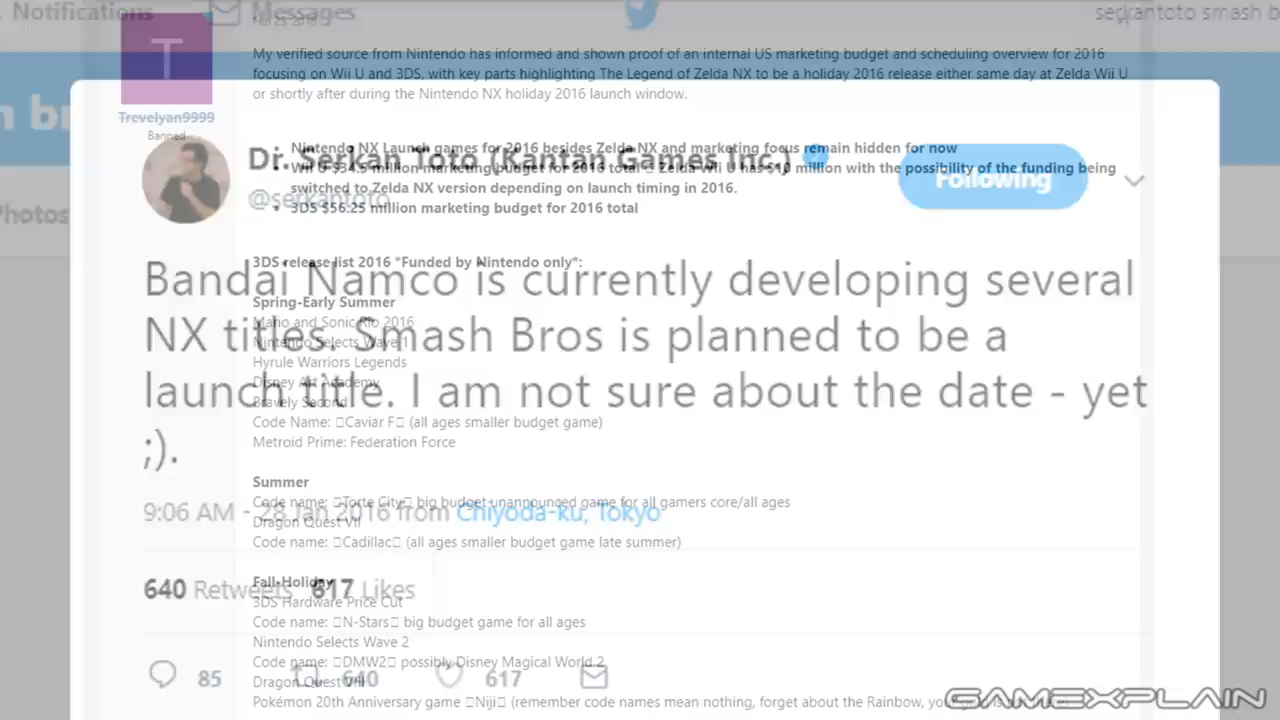 Notifications
Messages
serkantoto smash b
Feb 23, 2016
T
Trevelyan9999
Banned
My verified source from Nintendo has informed and shown proof of an internal US marketing budget and scheduling overview for 2016
focusing on Wii U and 3DS, with key parts highlighting The Legend of Zelda NX to be a holiday 2016 release either same day at Zelda Wii U
or shortly after during the Nintendo NX holiday 2016 launch window.
• Nintendo NX Launch games for 2016 besides Zelda NX and marketing focus remain hidden for now
• Wii U $34.5 million marketing budget for 2016 total □ Zelda Wii U has $10 million with the possibility of the funding being
switched to Zelda NX version depending on launch timing in 2016.
• 3DS $56.25 million marketing budget for 2016 total
3DS release list 2016 *Funded by Nintendo only*:
Spring-Early Summer
Mario and Sonic Rio 2016
Nintendo Selects Wave 1
Hyrule Warriors Legends
Disney Art Academy
Bravely Second
Code Name: □Caviar F□ (all ages smaller budget game)
Metroid Prime: Federation Force
Summer
Code name: □Torte City□ big budget unannounced game for all gamers core/all ages
Dragon Quest VII
Code name: □Cadillac□ (all ages smaller budget game late summer)
Fall-Holiday
3DS Hardware Price Cut
Code name: □N-Stars□ big budget game for all ages
Nintendo Selects Wave 2
Code name: □DMW2□ possibly Disney Magical World 2
Dragon Quest VIII
Pokémon 20th Anniversary game □Niji□ (remember code names mean nothing, forget about the Rainbow,
n br
Photos
Dr. Serkan Toto (Kantan Games Inc.)
@serkantoto
Following
Bandai Namco is currently developing several
NX titles. Smash Bros is planned to be a
launch title. I am not sure about the date - yet
;).
9:06 AM - 28 Jan 2016 from Chiyoda-ku, Tokyo
640 Retweets 617 Likes
85 640 617
GAMEXPLAIN